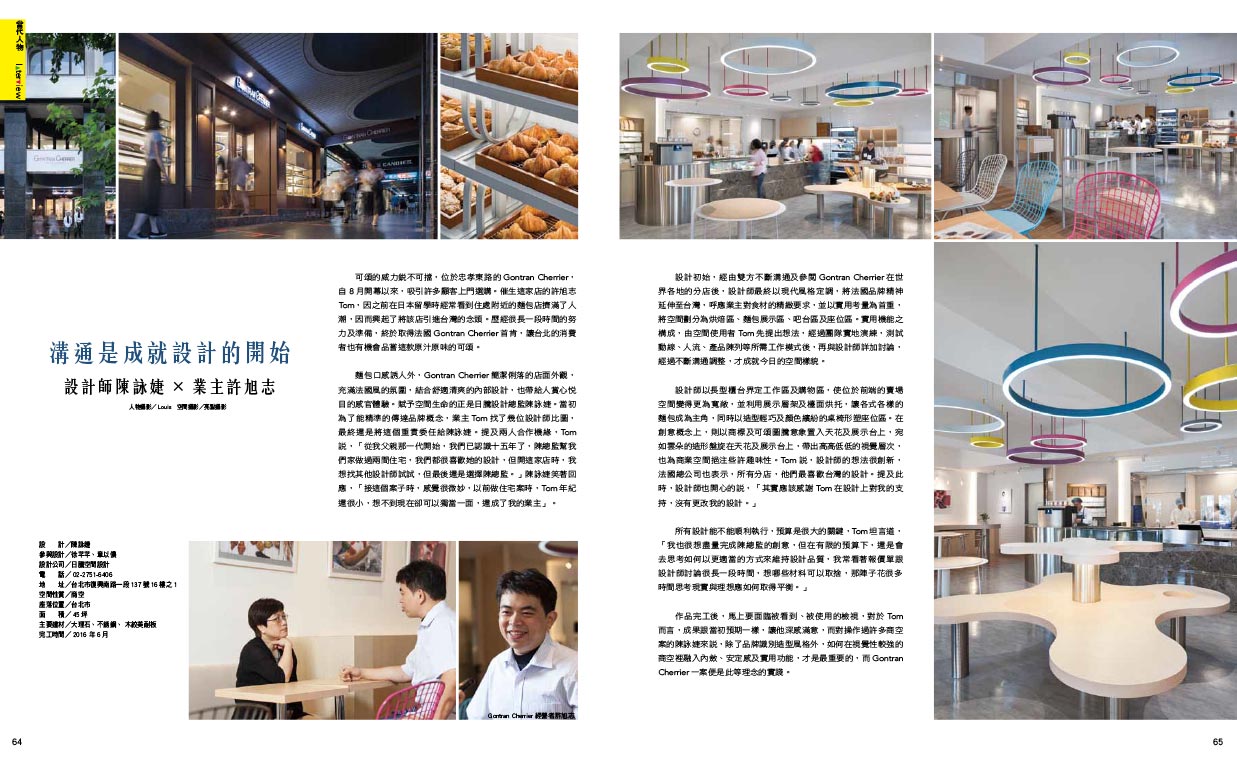 當代人物 Interview
GONTRAN CHERRIER
GONTRAN CHERRIER
GONTRAN CHERRIER
溝通是成就設計的開始
設計師陳詠婕 × 業主許旭志
人物攝影／Louis 空間攝影／亮點攝影
可頌的威力銳不可擋，位於忠孝東路的 Gontran Cherrier，
自 8 月開幕以來，吸引許多顧客上門選購。催生這家店的許旭志
Tom，因之前在日本留學時經常看到住處附近的麵包店擠滿了人
潮，因而興起了將該店引進台灣的念頭。歷經很長一段時間的努
力及準備，終於取得法國 Gontran Cherrier 首肯，讓台北的消費
者也有機會品嘗這款原汁原味的可頌。
麵包口感誘人外，Gontran Cherrier 簡潔俐落的店面外觀，
充滿法國風的氛圍，結合舒適清爽的內部設計，也帶給人賞心悅
目的感官體驗。賦予空間生命的正是日騰設計總監陳詠婕。當初
為了能精準的傳達品牌概念，業主 Tom 找了幾位設計師比圖，
最終還是將這個重責委任給陳詠婕。提及兩人合作機緣，Tom
說，「從我父親那一代開始，我們已認識十五年了，陳總監幫我
們家做過兩間住宅，我們都很喜歡她的設計，但開這家店時，我
想找其他設計師試試，但最後還是選擇陳總監。」陳詠婕笑著回
應，「接這個案子時，感覺很微妙，以前做住宅案時，Tom 年紀
還很小，想不到現在卻可以獨當一面，還成了我的業主」。
設　　計／陳詠婕
參與設計／徐芊芊、單以倫
設計公司／日騰空間設計
電　　話／02-2751-6406
地　　址／台北市復興南路一段 137 號 16 樓之 1
空間性質／商空
座落位置／台北市
面　　積／45 坪
主要建材／大理石、不銹鋼、木紋美耐板
完工時間／2016 年 6 月
Gontran Cherrier 經營者許旭志
64
設計初始，經由雙方不斷溝通及參閱 Gontran Cherrier 在世
界各地的分店後，設計師最終以現代風格定調，將法國品牌精神
延伸至台灣，呼應業主對食材的精緻要求，並以實用考量為首重，
將空間劃分為烘焙區、麵包展示區、吧台區及座位區。實用機能之
構成，由空間使用者 Tom 先提出想法，經過團隊實地演練，測試
動線、人流、產品陳列等所需工作模式後，再與設計師詳加討論，
經過不斷溝通調整，才成就今日的空間樣貌。
設計師以長型櫃台界定工作區及購物區，使位於前端的賣場
空間變得更為寬敞，並利用展示層架及檯面烘托，讓各式各樣的
麵包成為主角，同時以造型輕巧及顏色繽紛的桌椅形塑座位區。在
創意概念上，則以商標及可頌圖騰意象置入天花及展示台上，宛
如雲朵的造形盤旋在天花及展示台上，帶出高高低低的視覺層次，
也為商業空間挹注些許趣味性。Tom 說，設計師的想法很創新，
法國總公司也表示，所有分店，他們最喜歡台灣的設計。提及此
時，設計師也開心的說，「其實應該感謝 Tom 在設計上對我的支
持，沒有更改我的設計。」
所有設計能不能順利執行，預算是很大的關鍵，Tom 坦言道，
「我也很想盡量完成陳總監的創意，但在有限的預算下，還是會
去思考如何以更適當的方式來維持設計品質，我常看著報價單跟
設計師討論很長一段時間，想哪些材料可以取捨，那陣子花很多
時間思考現實與理想應如何取得平衡。」
作品完工後，馬上要面臨被看到、被使用的檢視，對於 Tom
而言，成果跟當初預期一樣，讓他深感滿意，而對操作過許多商空
案的陳詠婕來說，除了品牌識別造型風格外，如何在視覺性較強的
商空裡融入內斂、安定感及實用功能，才是最重要的，而 Gontran
Cherrier 一案便是此等理念的實踐。
65